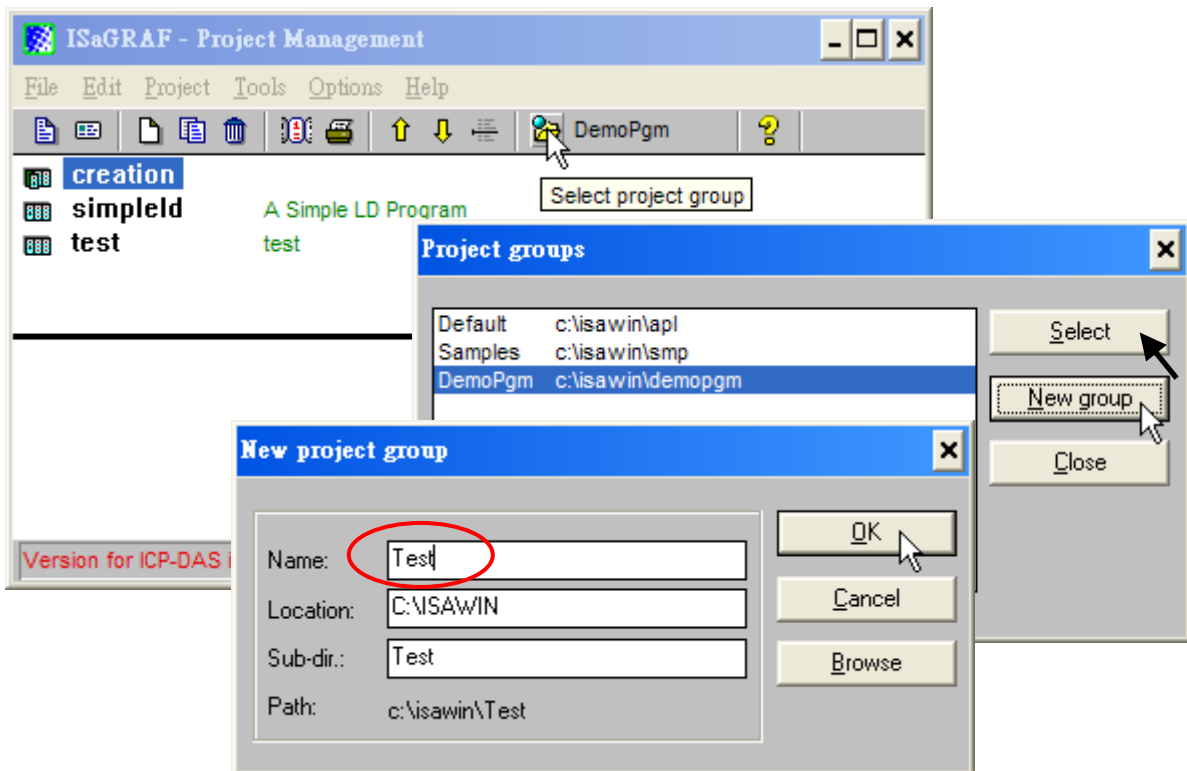 ISaGRAF - Project Management
File Edit Project Tools Options Help
DemoPgm
Select project group
creation
simpleld A Simple LD Program
test test
Version for ICP-DAS
Project groups
Default c:\isawin\apl
Samples c:\isawin\smp
DemoPgm c:\isawin\demopgm
Select
New group
Close
New project group
Name: Test
Location: C:\ISAWIN
Sub-dir.: Test
Path: c:\isawin\Test
OK
Cancel
Browse